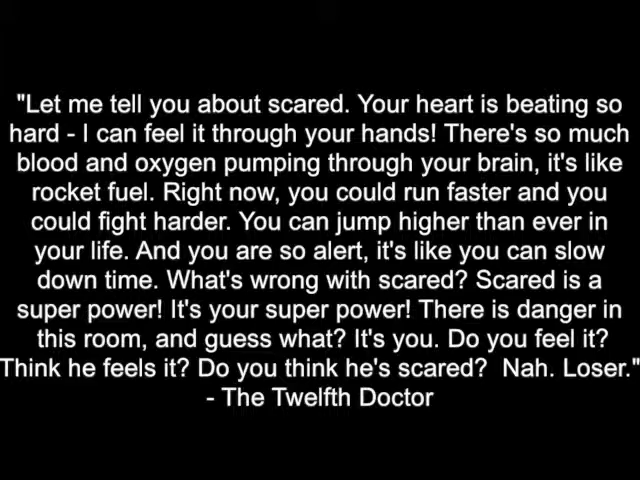 "Let me tell you about scared. Your heart is beating so
hard - I can feel it through your hands! There's so much
blood and oxygen pumping through your brain, it's like
rocket fuel. Right now, you could run faster and you
could fight harder. You can jump higher than ever in
your life. And you are so alert, it's like you can slow
down time. What's wrong with scared? Scared is a
super power! It's your super power! There is danger in
this room, and guess what? It's you. Do you feel it?
Think he feels it? Do you think he's scared?  Nah. Loser."
- The Twelfth Doctor